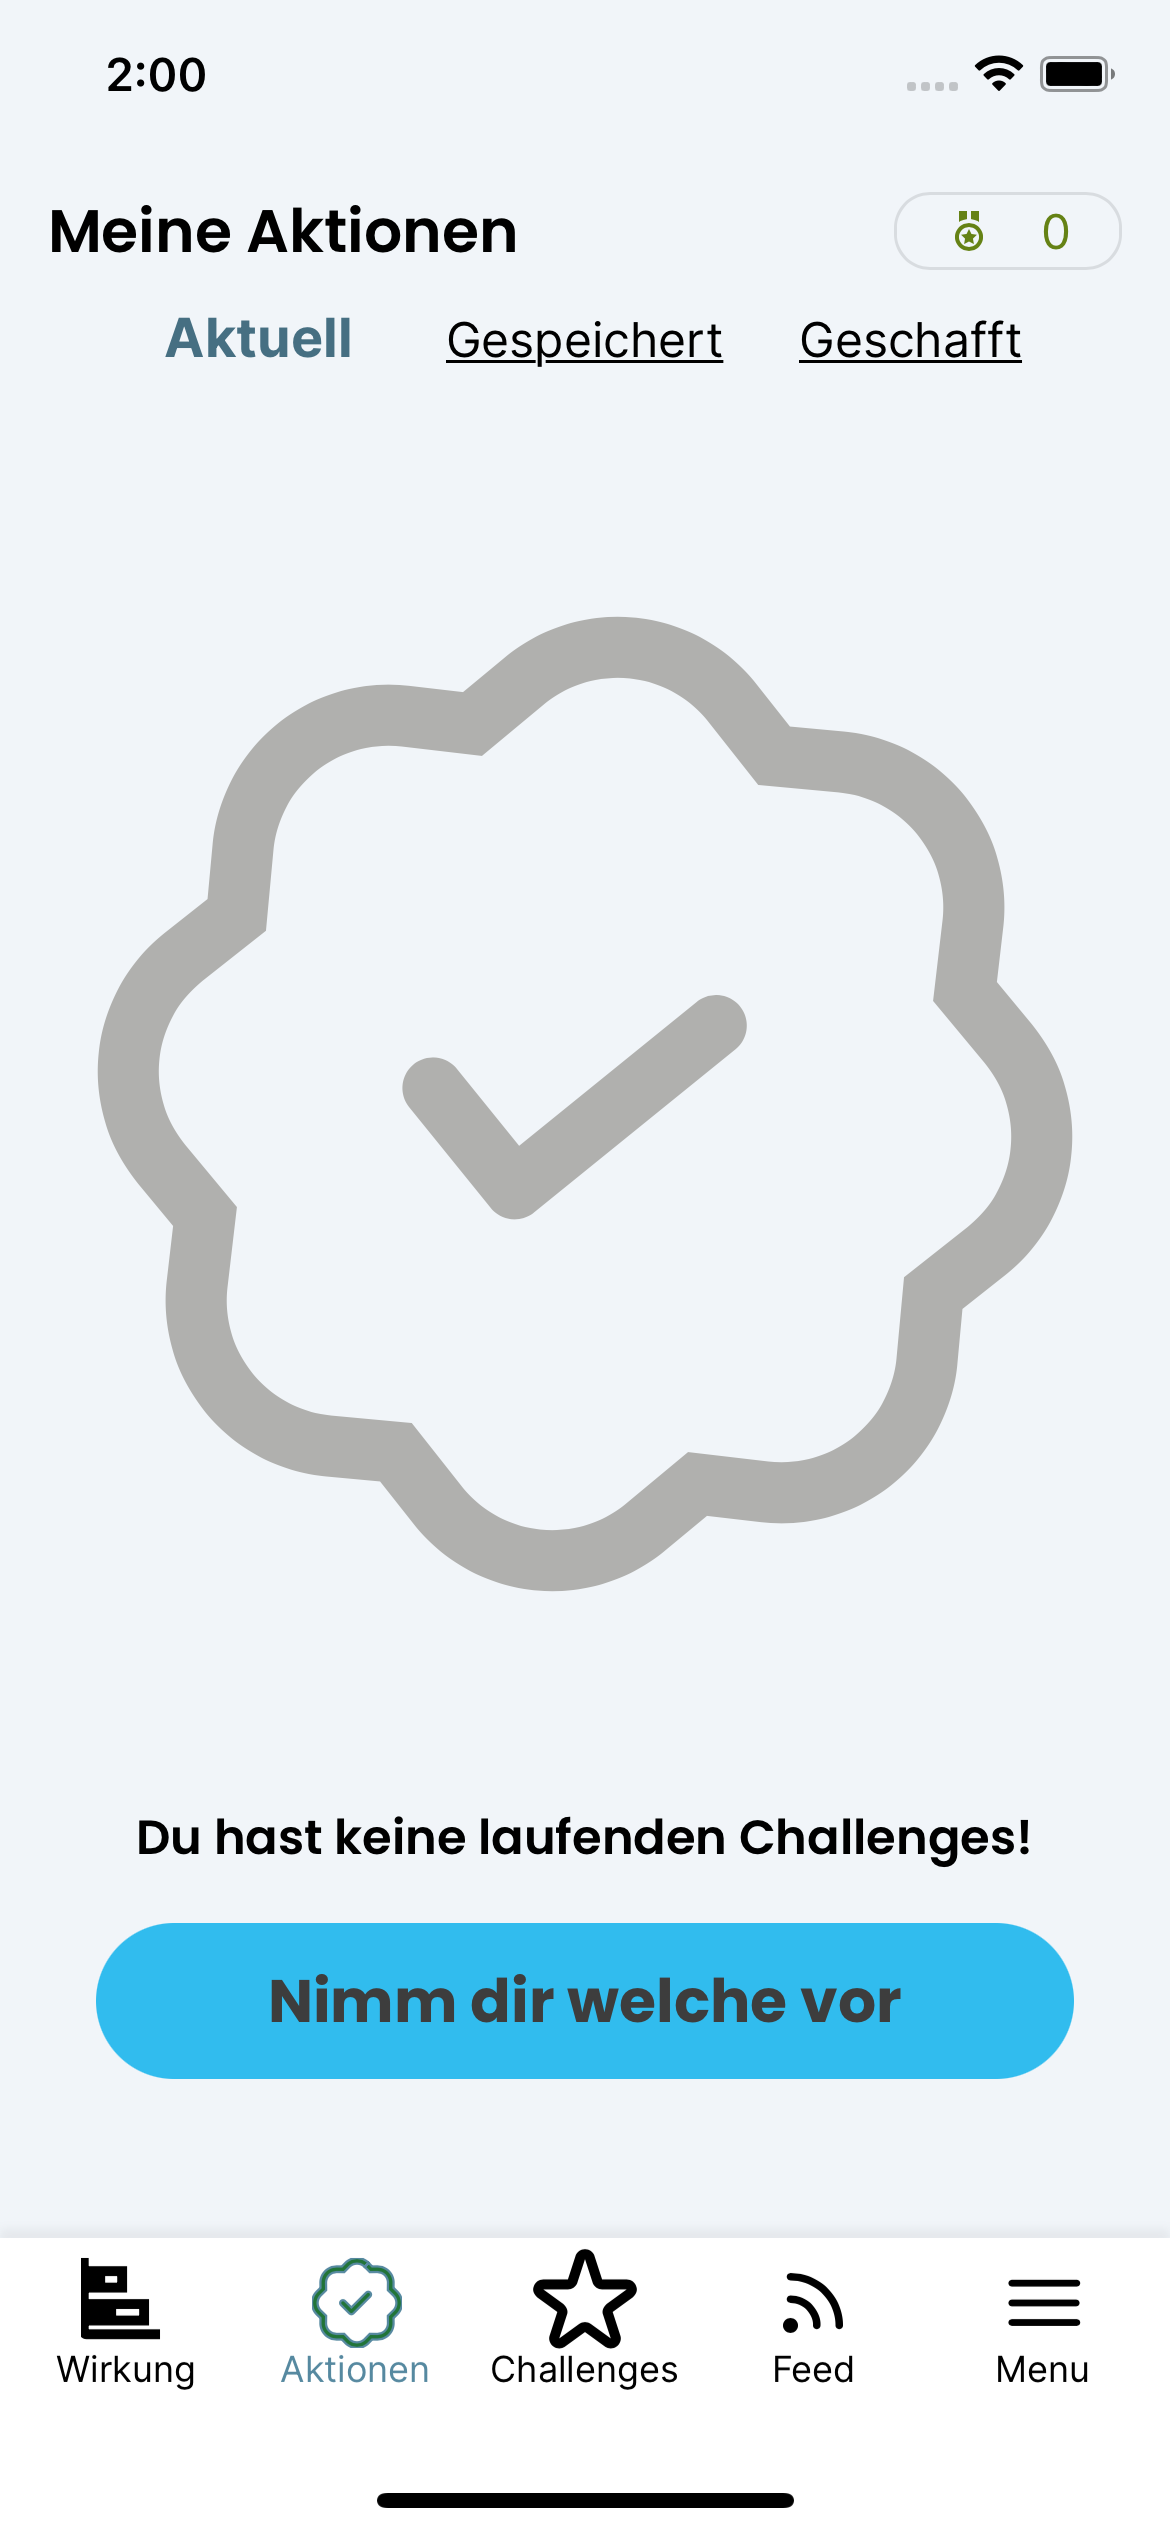 2:00
Meine Aktionen
0
Aktuell Gespeichert Geschafft
Du hast keine laufenden Challenges!
Nimm dir welche vor
Wirkung Aktionen Challenges Feed Menu